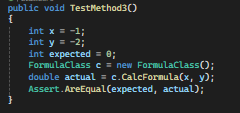 public void TestMethod3()
{
int x = -1;
int y = -2;
int expected = 0;
FormulaClass c = new FormulaClass();
double actual = c.CalcFormula(x, y);
Assert.AreEqual(expected, actual);
}